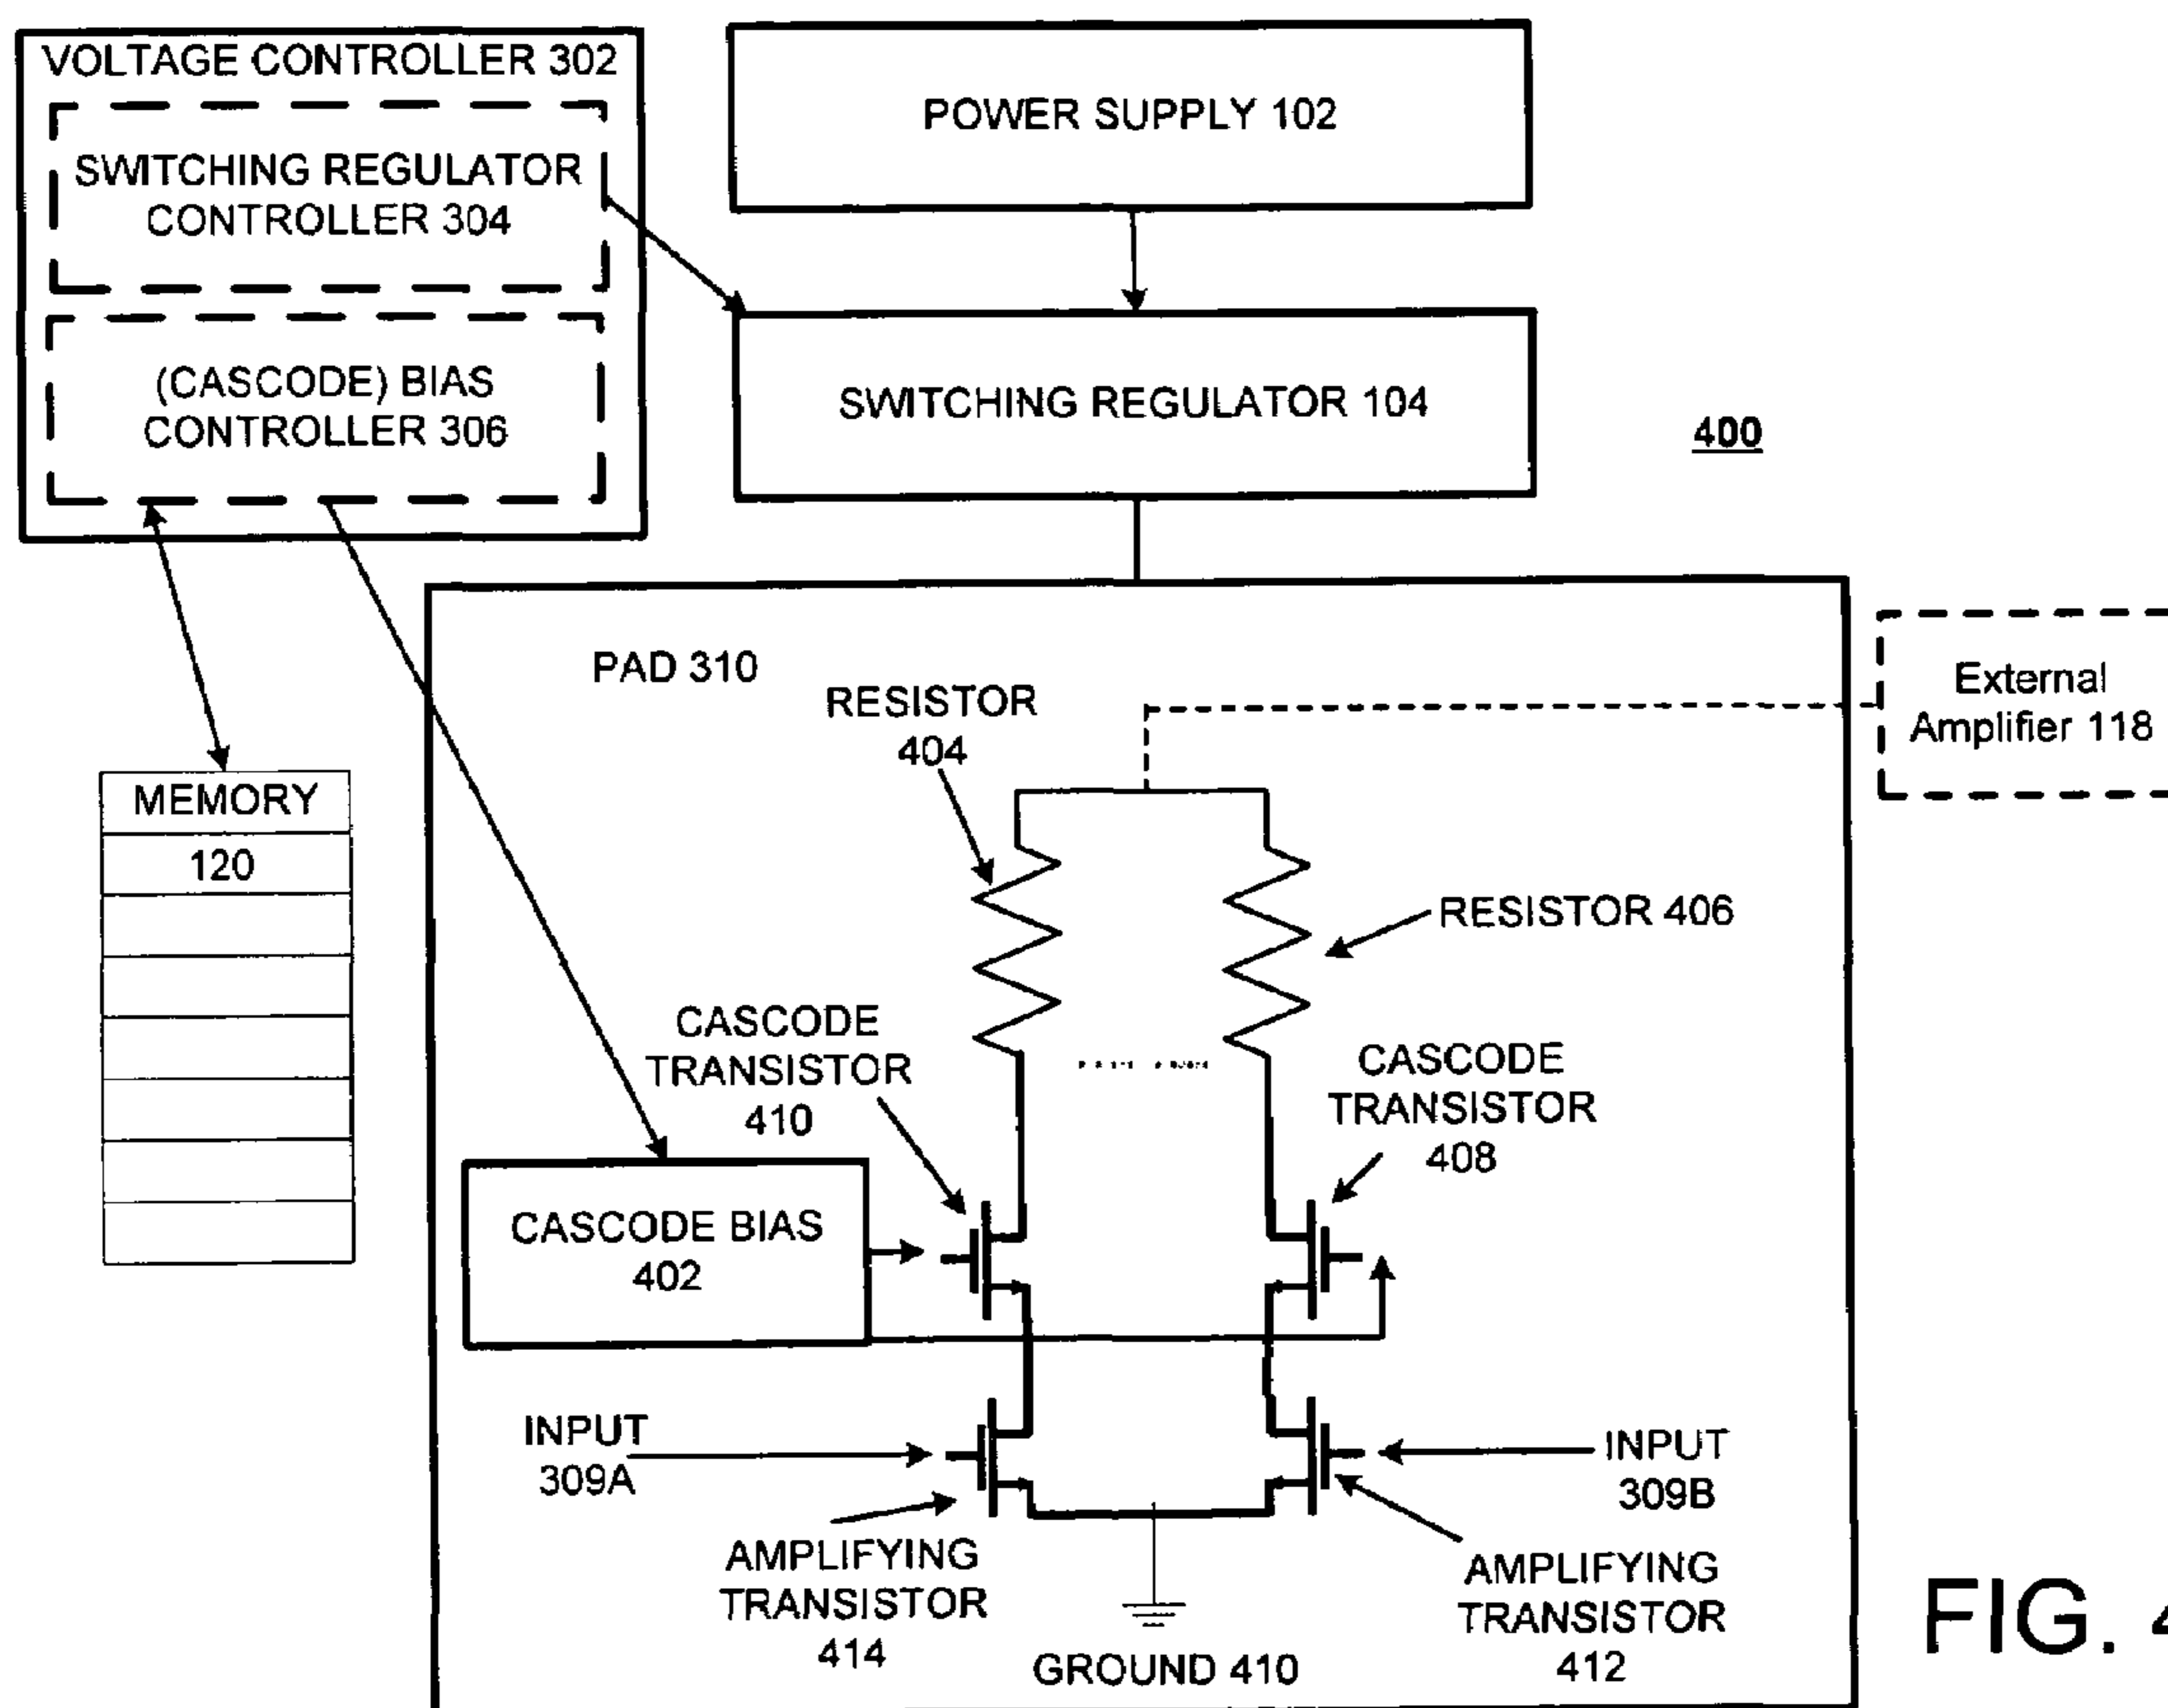 VOLTAGE CONTROLLER 302
SWITCHING REGULATOR
CONTROLLER 304
(CASCODE) BIAS
CONTROLLER 306
POWER SUPPLY 102
SWITCHING REGULATOR 104
400
PAD 310
External
Amplifier 118
MEMORY
120
RESISTOR
404
RESISTOR 406
CASCODE
TRANSISTOR
410
CASCODE
TRANSISTOR
408
CASCODE BIAS
402
INPUT
309A
INPUT
309B
AMPLIFYING
TRANSISTOR
414
AMPLIFYING
TRANSISTOR
412
GROUND 410
FIG.